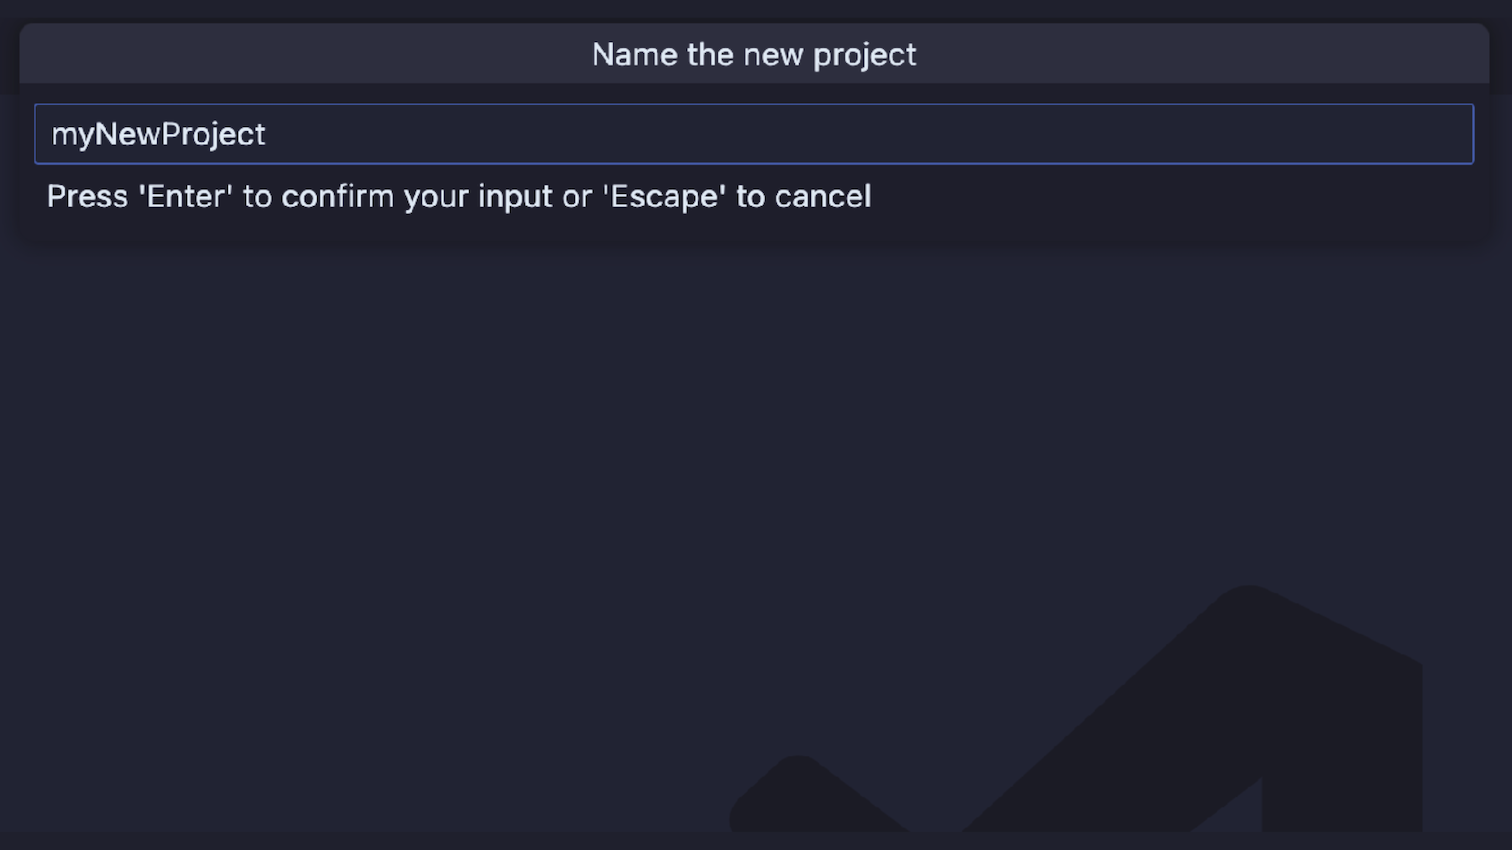 Name the new project
myNewProject
Press 'Enter' to confirm your input or 'Escape' to cancel